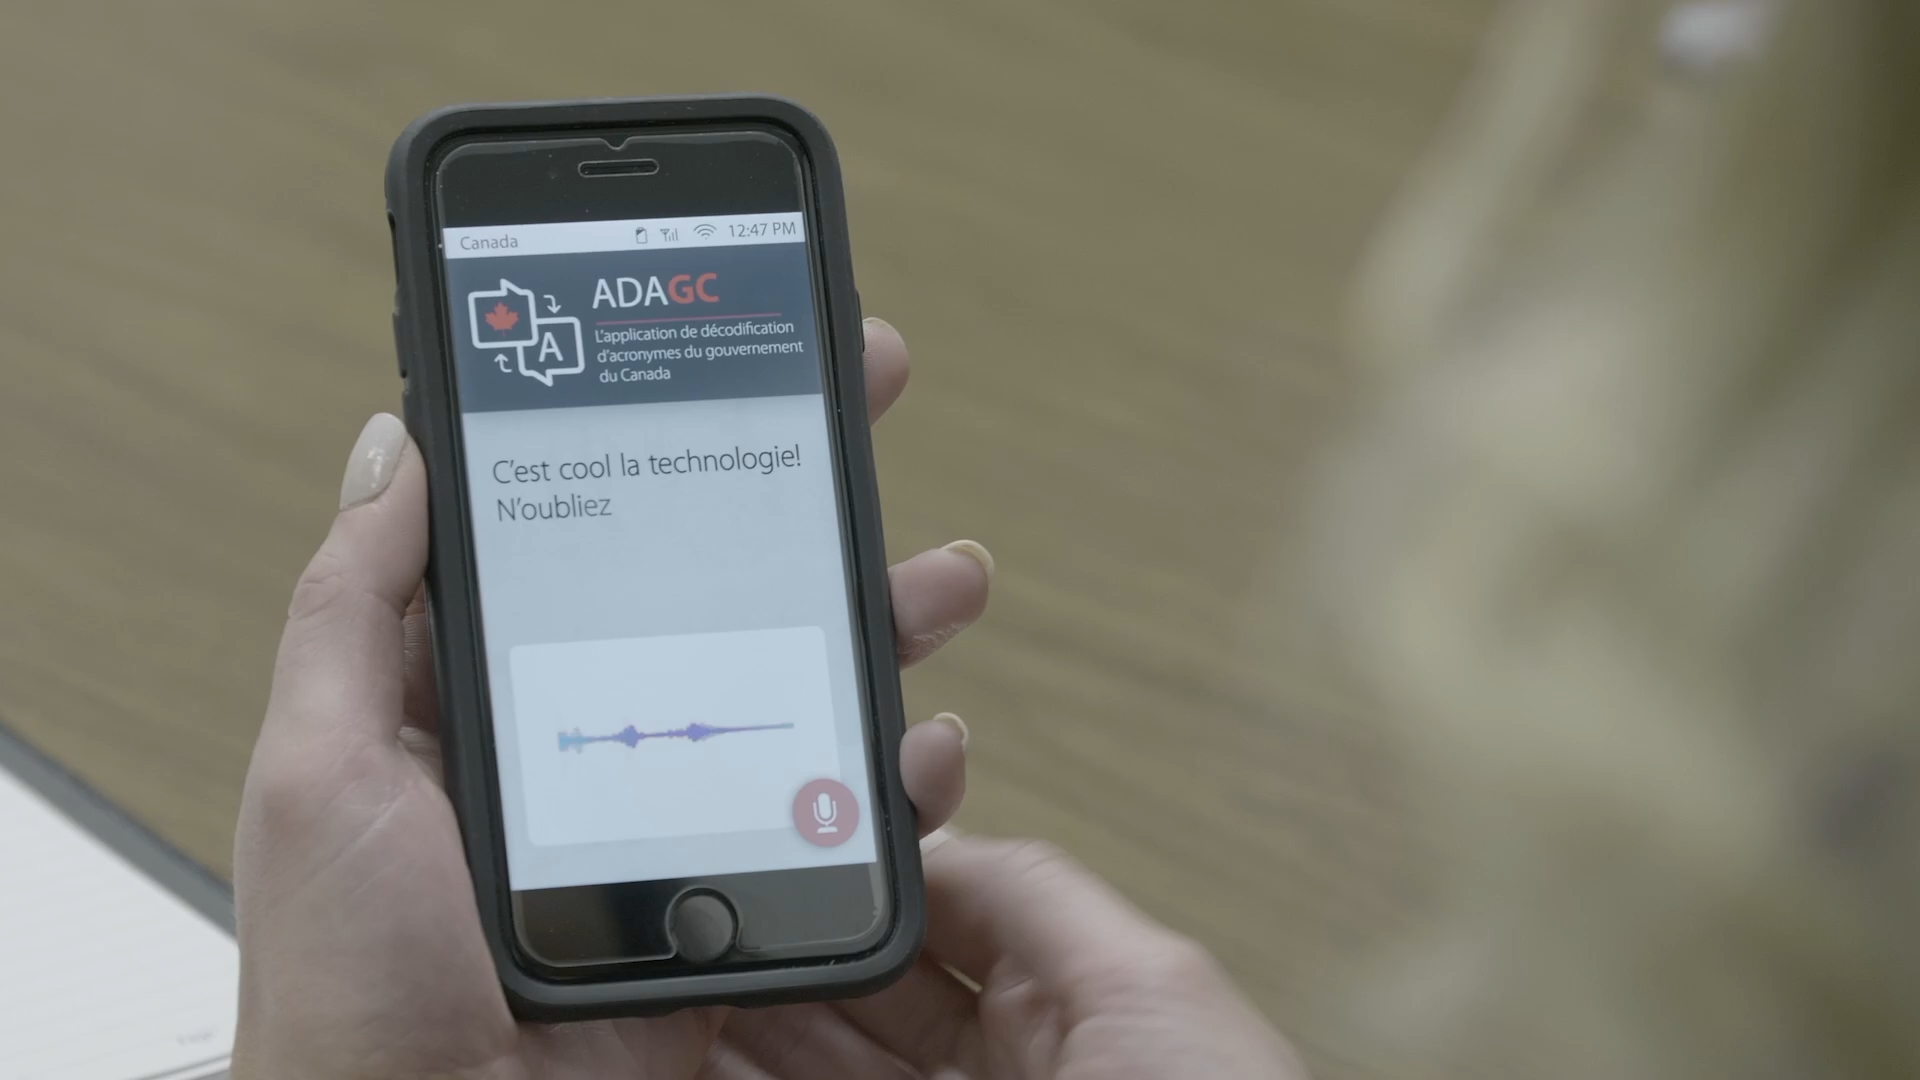 Canada 12:47 PM
ADAGC
L'application de décodification
d'acronymes du gouvernement
du Canada
A
C'est cool la technologie!
N'oubliez